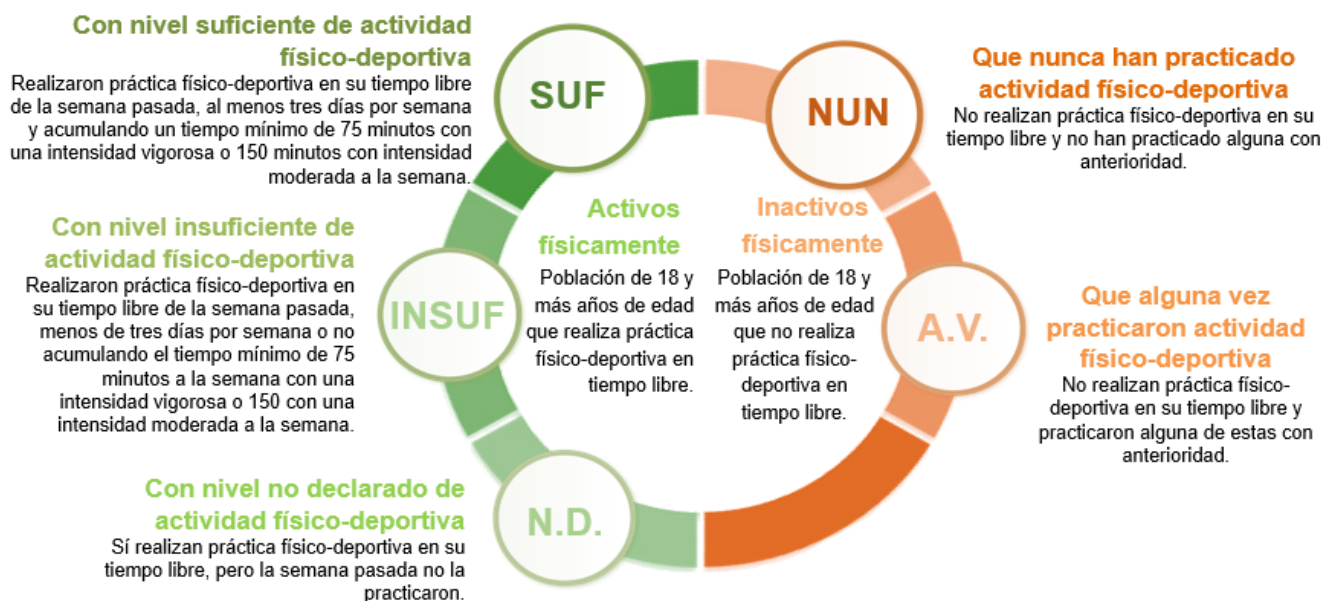 Con nivel suficiente de actividad
físico-deportiva
Realizaron práctica físico-deportiva en su tiempo libre
de la semana pasada, al menos tres días por semana
y acumulando un tiempo mínimo de 75 minutos con
una intensidad vigorosa o 150 minutos con intensidad
moderada a la semana.
SUF
Con nivel insuficiente de
actividad físico-deportiva
Realizaron práctica físico-deportiva en
su tiempo libre de la semana pasada,
menos de tres días por semana o no
acumulando el tiempo mínimo de 75
minutos a la semana con una
intensidad vigorosa o 150 con una
intensidad moderada a la semana.
INSUF
Con nivel no declarado de
actividad físico-deportiva
Sí realizan práctica físico-deportiva en su
tiempo libre, pero la semana pasada no la
practicaron.
N.D.
Activos
físicamente
Población de 18 y
más años de edad
que realiza práctica
físico-deportiva en
tiempo libre.
Inactivos
físicamente
Población de 18 y
más años de edad
que no realiza
práctica físico-
deportiva en
tiempo libre.
NUN
Que nunca han practicado
actividad físico-deportiva
No realizan práctica físico-deportiva en su
tiempo libre y no han practicado alguna con
anterioridad.
A.V.
Que alguna vez
practicaron actividad
físico-deportiva
No realizan práctica físico-
deportiva en su tiempo libre y
practicaron alguna de estas con
anterioridad.